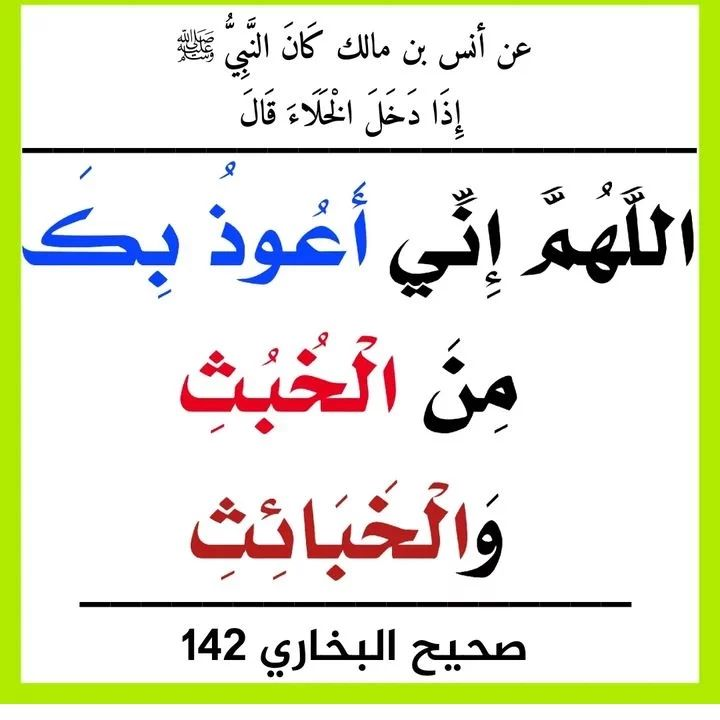 عن أنس بن مالك كَانَ النَّبِيُّ ﷺ
إِذَا دَخَلَ الْخَلَاءَ قَالَ
اللَّهُمَّ إِنِّي أَعُوذُ بِكَ
مِنَ الْخُبُثِ
وَالْخَبَائِثِ
صحيح البخاري 142